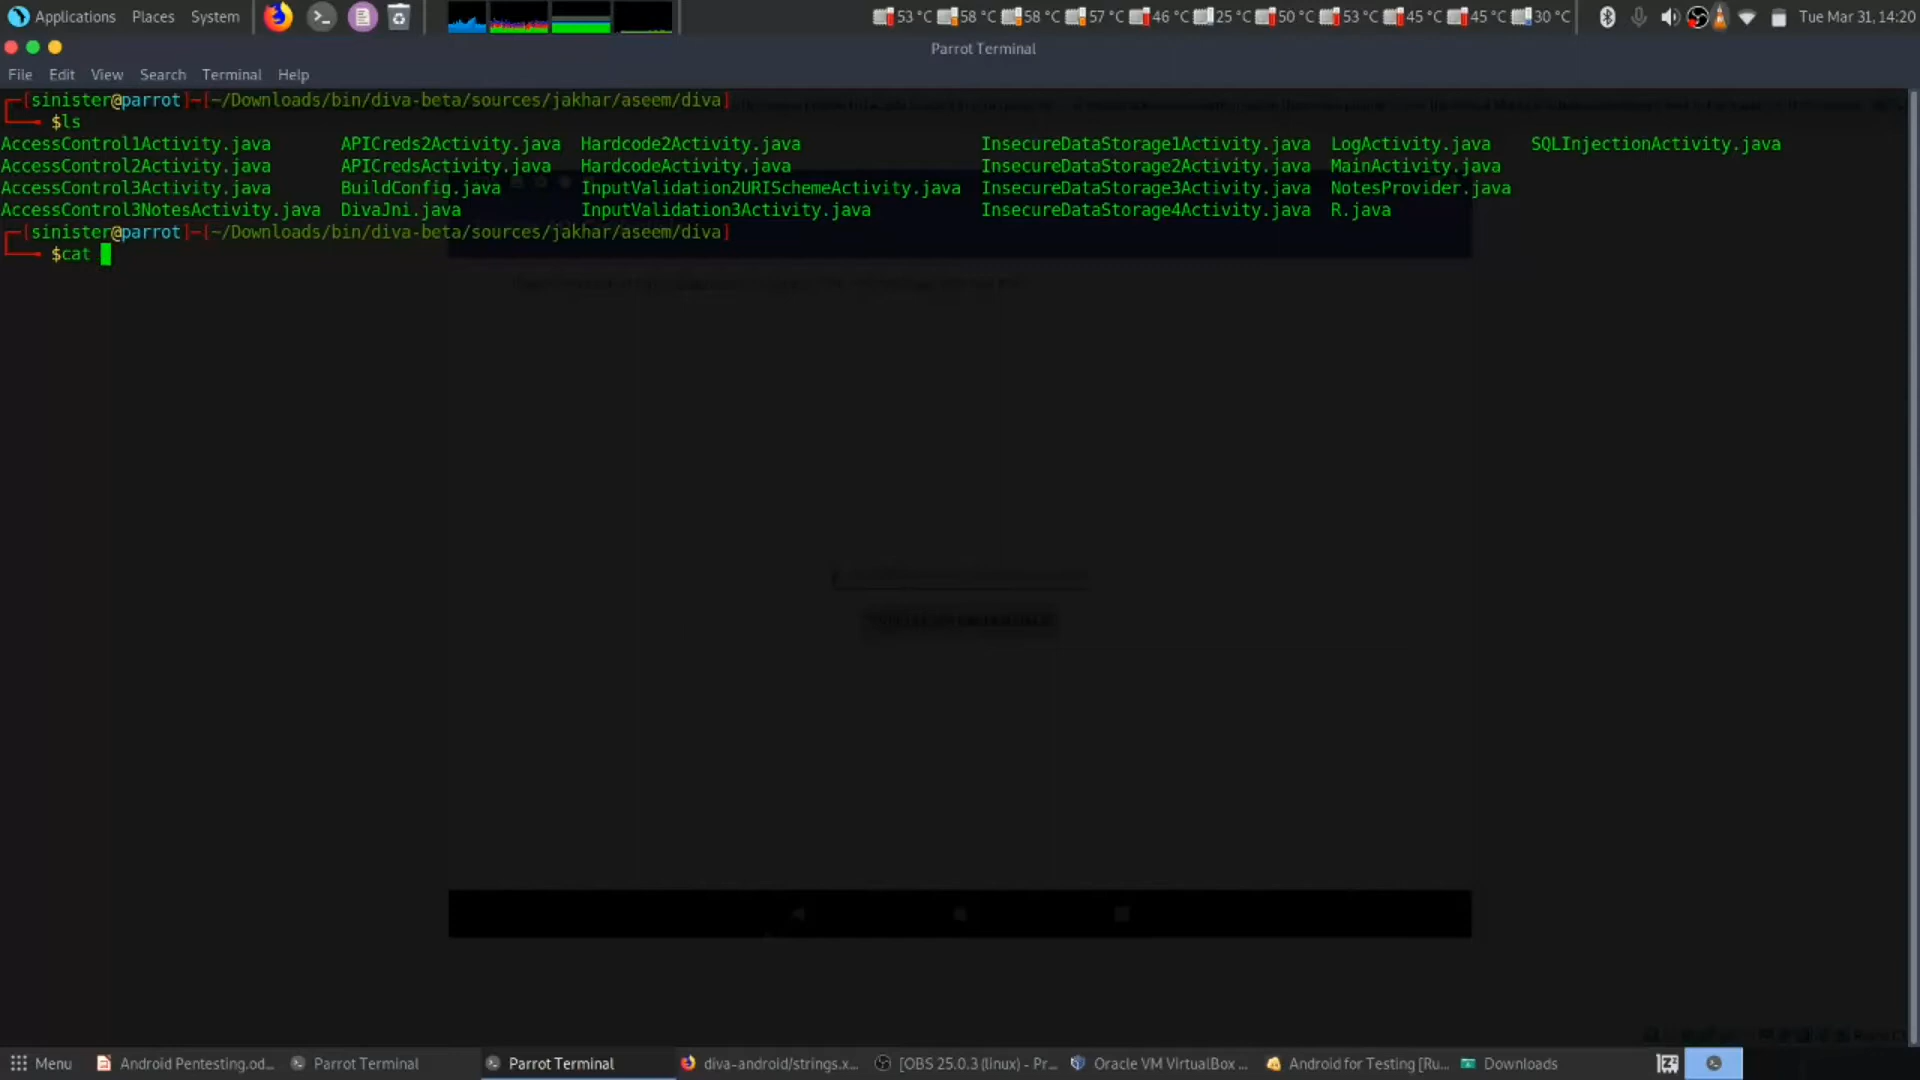 Applications Places System 53 °C 58 °C 58 °C 57 °C 46 °C 25 °C 50 °C 53 °C 45 °C 45 °C 30 °C Tue Mar 31, 14:20
Parrot Terminal
File Edit View Search Terminal Help
[sinister@parrot]─[~/Downloads/bin/diva-beta/sources/jakhar/aseem/diva]
$ls
AccessControl1Activity.java APICreds2Activity.java Hardcode2Activity.java InsecureDataStorage1Activity.java LogActivity.java SQLInjectionActivity.java
AccessControl2Activity.java APICredsActivity.java HardcodeActivity.java InsecureDataStorage2Activity.java MainActivity.java
AccessControl3Activity.java BuildConfig.java InputValidation2URISchemeActivity.java InsecureDataStorage3Activity.java NotesProvider.java
AccessControl3NotesActivity.java DivaJni.java InputValidation3Activity.java InsecureDataStorage4Activity.java R.java
[sinister@parrot]─[~/Downloads/bin/diva-beta/sources/jakhar/aseem/diva]
$cat
Menu Android Pentesting.od... Parrot Terminal Parrot Terminal diva-android/strings.x... [OBS 25.0.3 (linux) - Pr... Oracle VM VirtualBox ... Android for Testing [Ru... Downloads